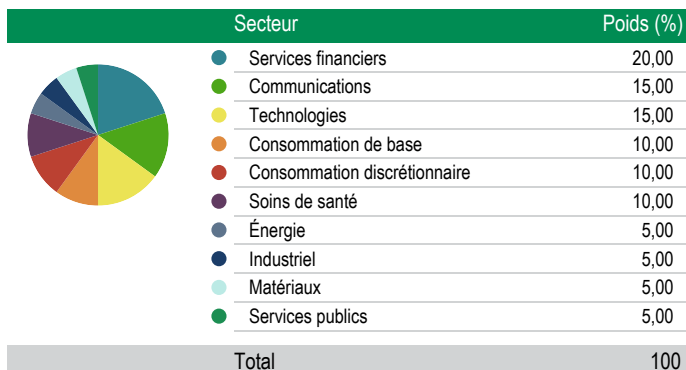 Secteur Poids (%)
Services financiers 20,00
Communications 15,00
Technologies 15,00
Consommation de base 10,00
Consommation discrétionnaire 10,00
Soins de santé 10,00
Énergie 5,00
Industriel 5,00
Matériaux 5,00
Services publics 5,00
Total 100